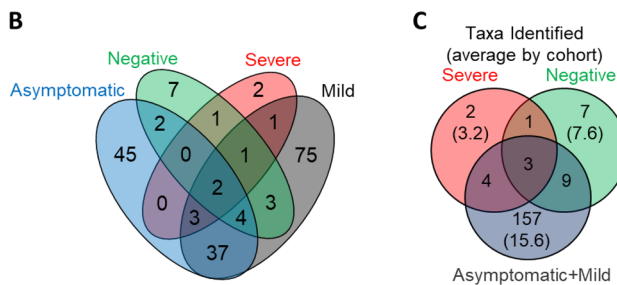 B
Negative
Severe
Asymptomatic
Mild
7
2
2
1
1
45
0
1
75
2
0
3
4
3
37
C
Taxa Identified
(average by cohort)
Severe
Negative
2
(3.2)
1
7
(7.6)
3
4
9
157
(15.6)
Asymptomatic+Mild